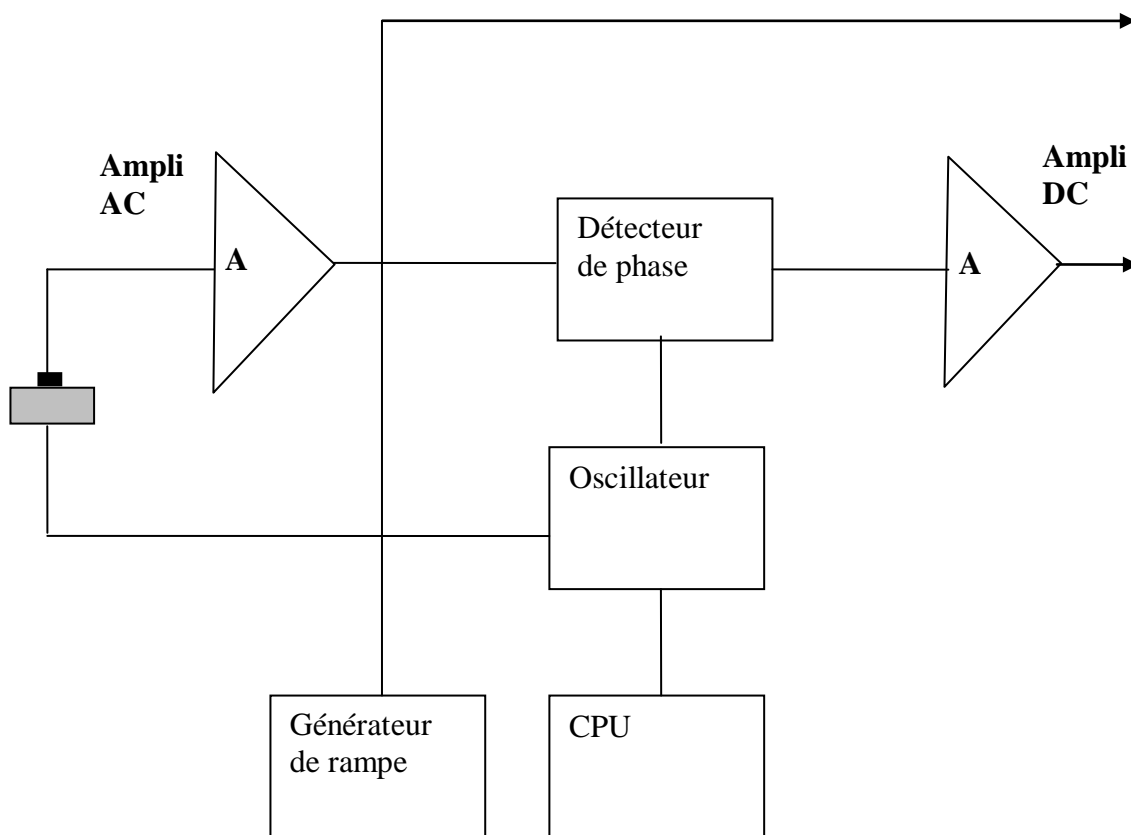 Ampli
AC
A
Détecteur
de phase
Ampli
DC
A
Oscillateur
Générateur
de rampe
CPU